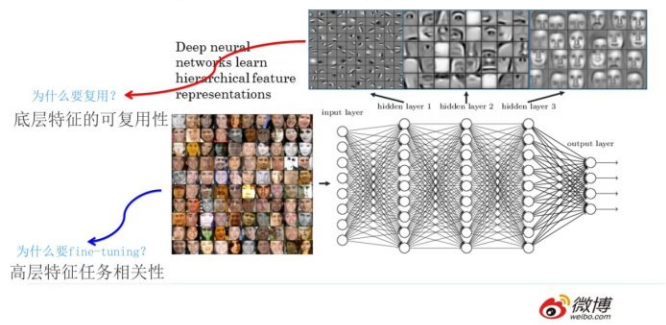 Deep neural
networks learn
hierarchical feature
representations
为什么要复用?
底层特征的可复用性
hidden layer 1 hidden layer 2 hidden layer 3
input layer
output layer
为什么要fine-tuning?
高层特征任务相关性
微博
weibo.com